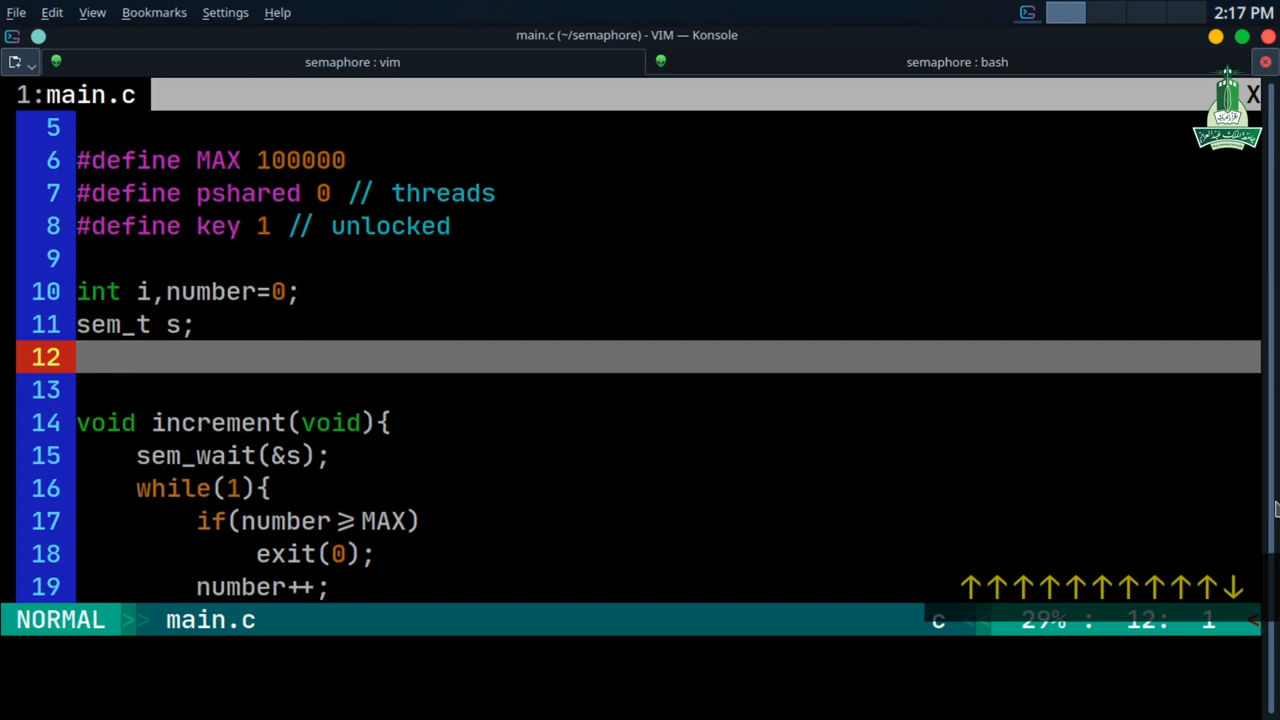 File Edit View Bookmarks Settings Help 2:17 PM
main.c (~/semaphore) - VIM — Konsole
semaphore : vim semaphore : bash
1:main.c X
5
6 #define MAX 100000
7 #define pshared 0 // threads
8 #define key 1 // unlocked
9
10 int i,number=0;
11 sem_t s;
12
13
14 void increment(void){
15 sem_wait(&s);
16 while(1){
17 if(number>=MAX)
18 exit(0);
19 number++;
↑↑↑↑↑↑↑↑↑↑↓
NORMAL >> main.c c << 29% : 12: 1 <
جامعة الملك عبدالعزيز